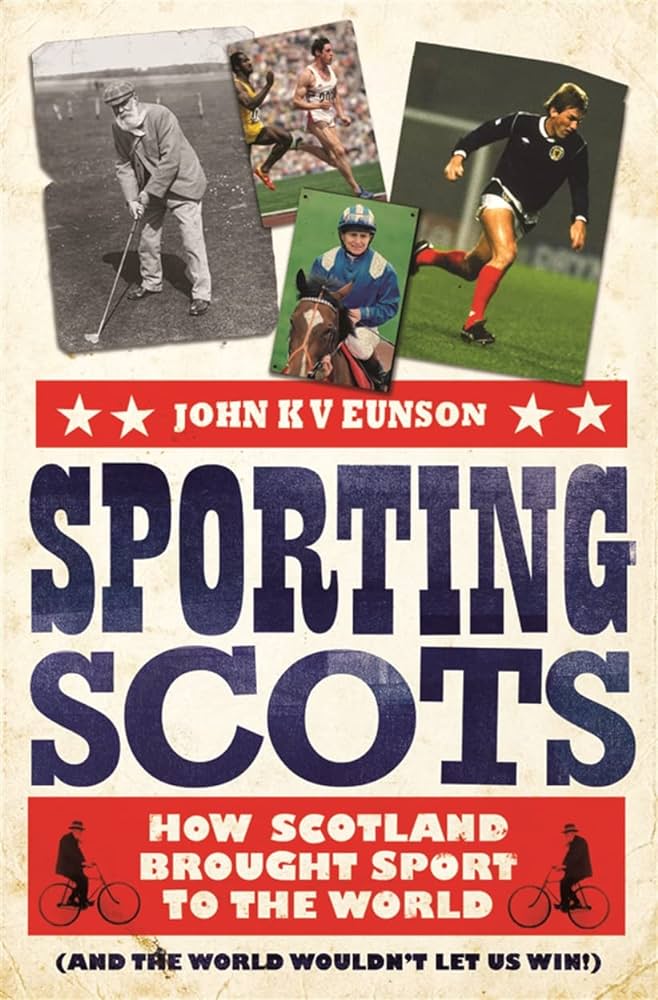 JOHN K V EUNSON
SPORTING
SCOTS
HOW SCOTLAND
BROUGHT SPORT
TO THE WORLD
(AND THE WORLD WOULDN'T LET US WIN!)